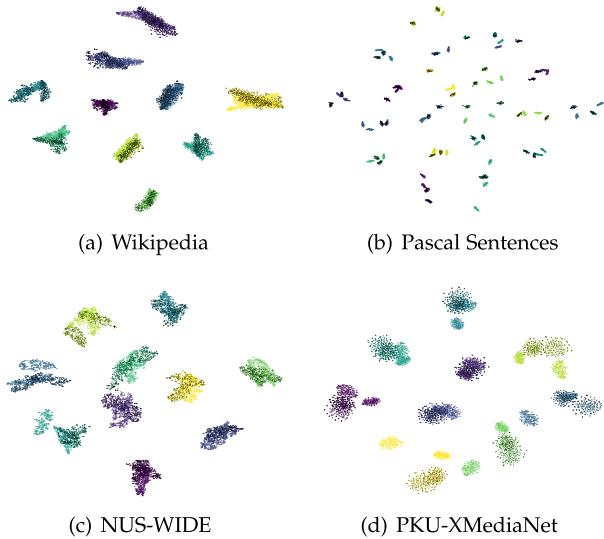 (a) Wikipedia
(b) Pascal Sentences
(c) NUS-WIDE
(d) PKU-XMediaNet